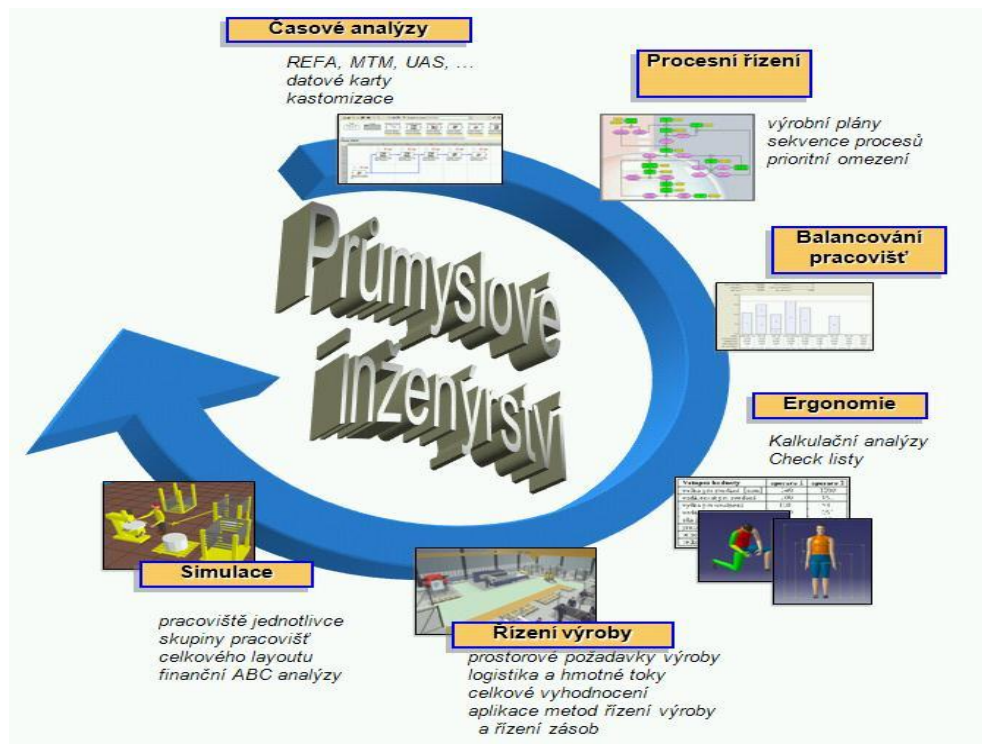 Časové analýzy
REFA, MTM, UAS, ...
datové karty
kastomizace
Procesní řízení
výrobní plány
sekvence procesů
prioritní omezení
Balancování
pracovišť
Průmyslové
inženýrství
Ergonomie
Kalkulační analýzy
Check listy
Vstupní hodnoty
Simulace
pracoviště jednotlivce
skupiny pracovišť
celkového layoutu
finanční ABC analýzy
Řízení výroby
prostorové požadavky výroby
logistika a hmotné toky
celkové vyhodnocení
aplikace metod řízení výroby
a řízení zásob